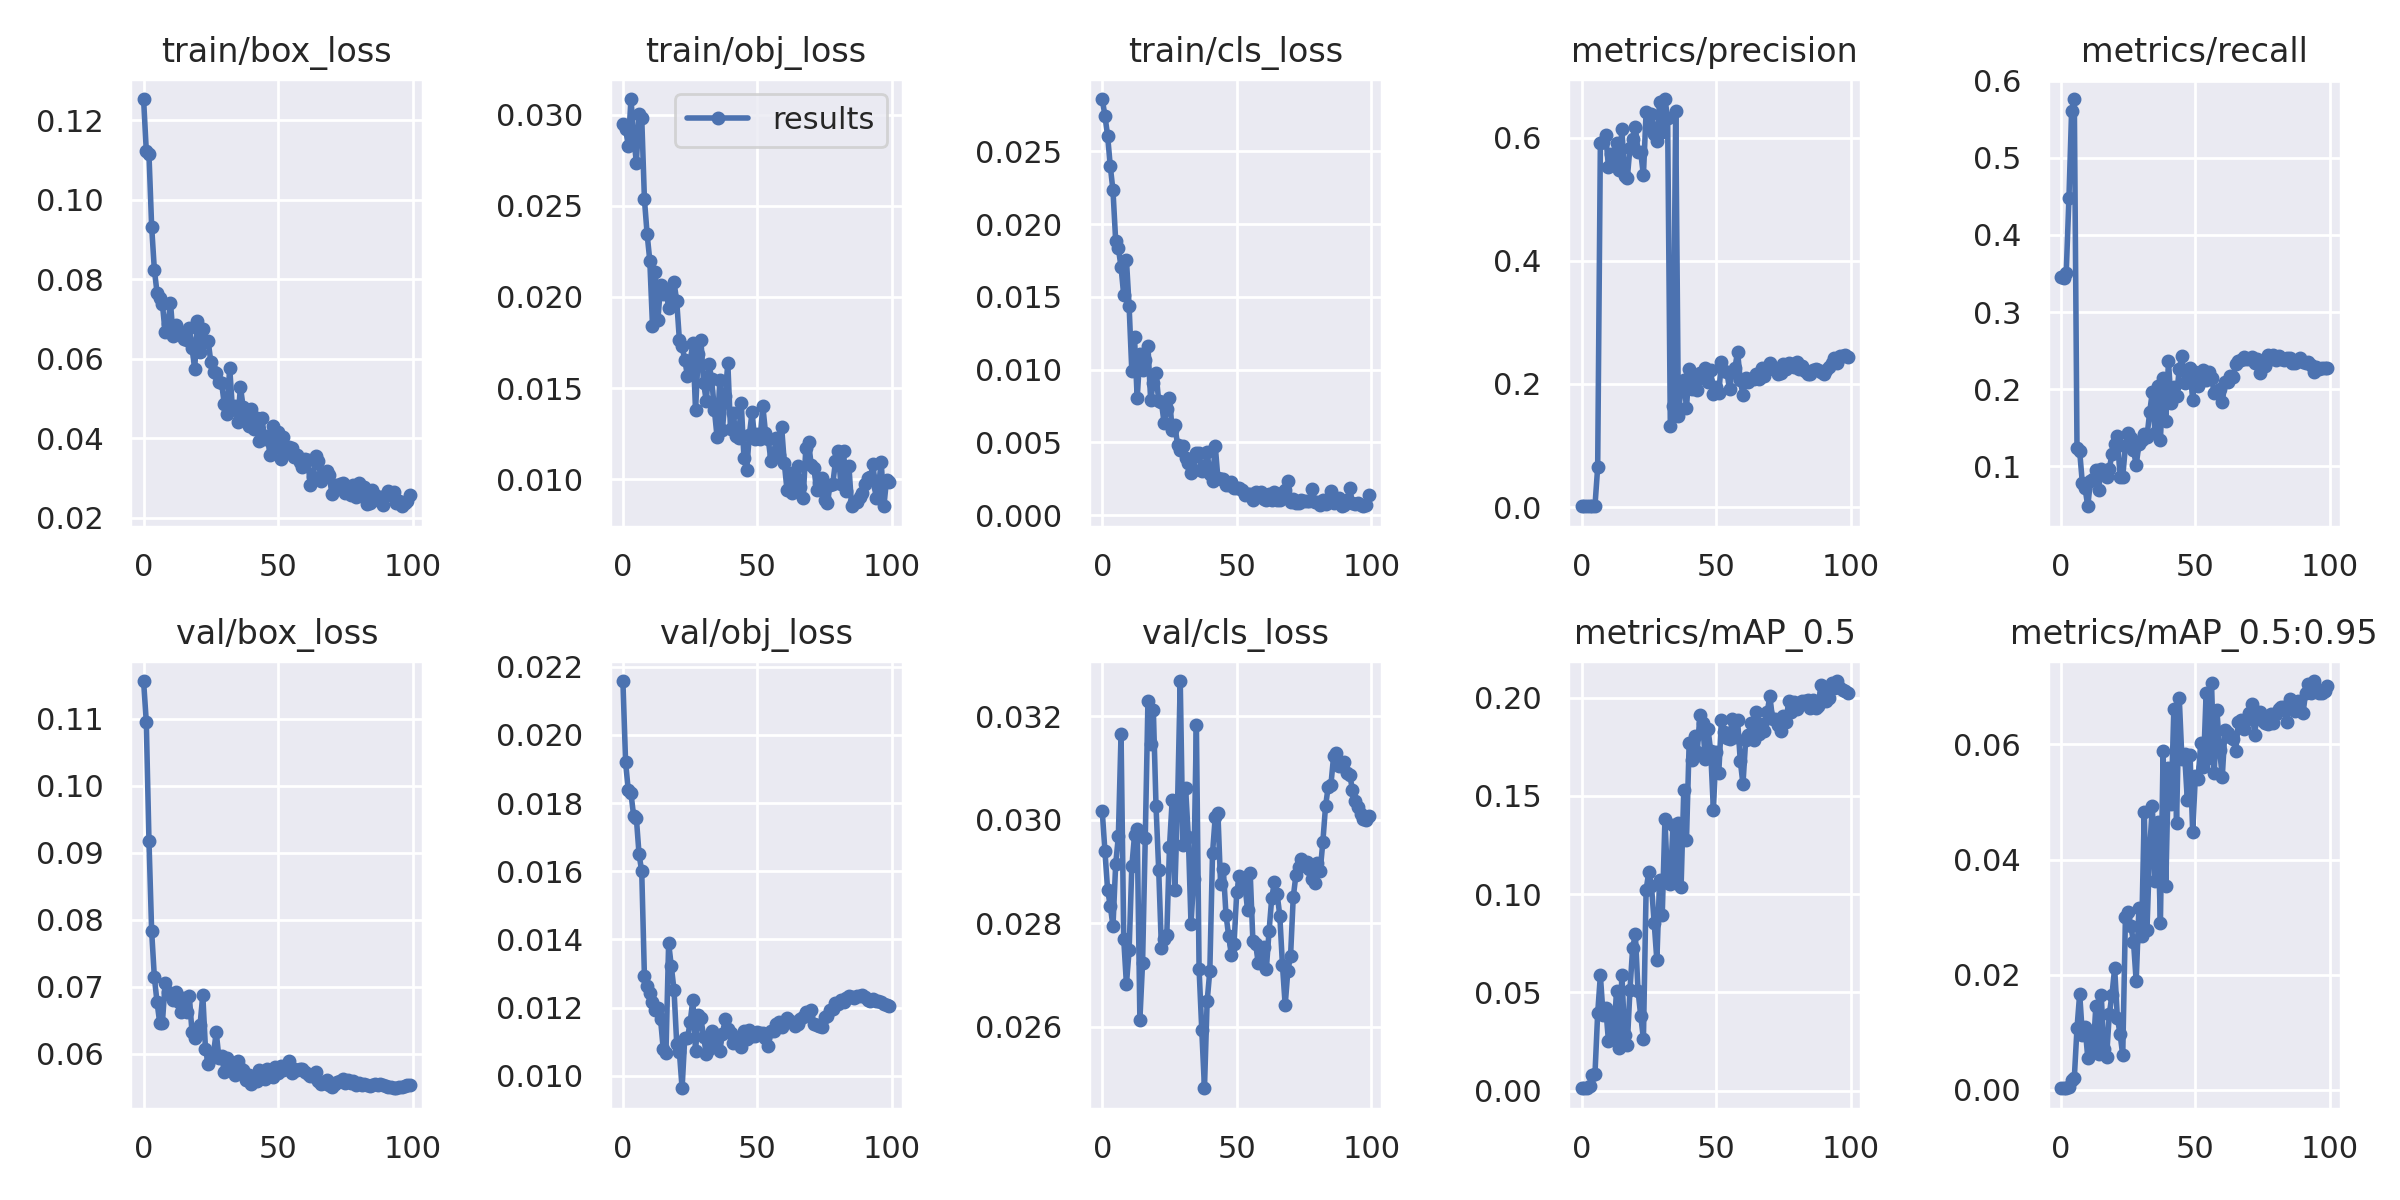 train/box_loss
0.12
0.10
0.08
0.06
0.04
0.02
0 50 100
train/obj_loss
results
0.030
0.025
0.020
0.015
0.010
0 50 100
train/cls_loss
0.025
0.020
0.015
0.010
0.005
0.000
0 50 100
metrics/precision
0.6
0.4
0.2
0.0
0 50 100
metrics/recall
0.6
0.5
0.4
0.3
0.2
0.1
0 50 100
val/box_loss
0.11
0.10
0.09
0.08
0.07
0.06
0 50 100
val/obj_loss
0.022
0.020
0.018
0.016
0.014
0.012
0.010
0 50 100
val/cls_loss
0.032
0.030
0.028
0.026
0 50 100
metrics/mAP_0.5
0.20
0.15
0.10
0.05
0.00
0 50 100
metrics/mAP_0.5:0.95
0.06
0.04
0.02
0.00
0 50 100